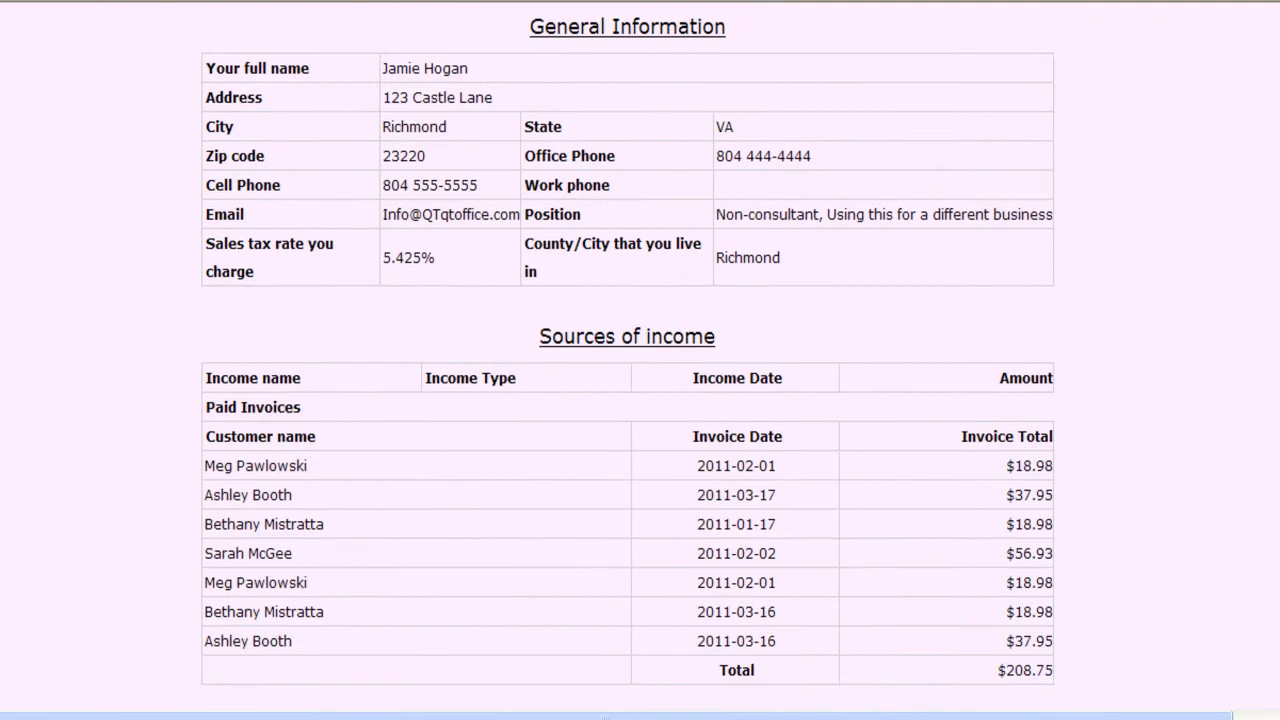 General Information
Your full name Jamie Hogan
Address 123 Castle Lane
City Richmond State VA
Zip code 23220 Office Phone 804 444-4444
Cell Phone 804 555-5555 Work phone
Email Info@QTqtoffice.com Position Non-consultant, Using this for a different business
Sales tax rate you charge 5.425% County/City that you live in Richmond
Sources of income
Income name Income Type Income Date Amount
Paid Invoices
Customer name Invoice Date Invoice Total
Meg Pawlowski 2011-02-01 $18.98
Ashley Booth 2011-03-17 $37.95
Bethany Mistratta 2011-01-17 $18.98
Sarah McGee 2011-02-02 $56.93
Meg Pawlowski 2011-02-01 $18.98
Bethany Mistratta 2011-03-16 $18.98
Ashley Booth 2011-03-16 $37.95
Total $208.75